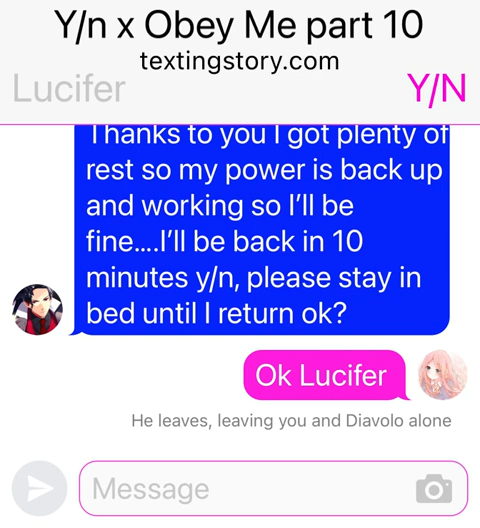 Y/n x Obey Me part 10
textingstory.com
Lucifer
Y/N
Thanks to you I got plenty of
rest so my power is back up
and working so I'll be
fine....I'll be back in 10
minutes y/n, please stay in
bed until I return ok?
Ok Lucifer
He leaves, leaving you and Diavolo alone
Message